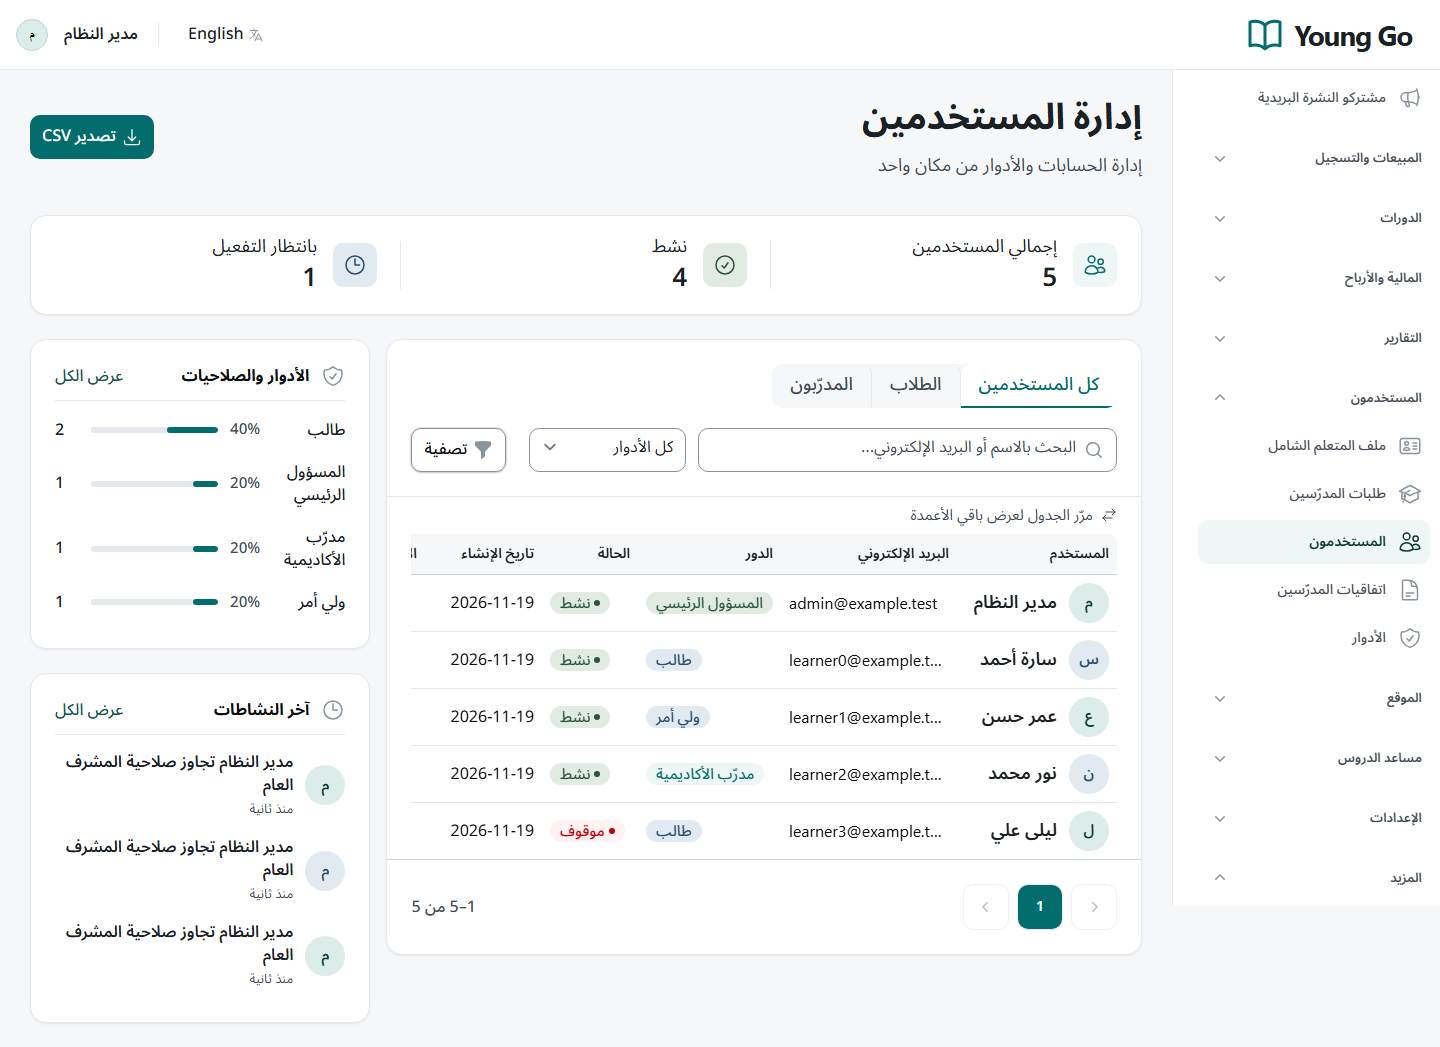 Young Go
English
مدير النظام
م
مشتركو النشرة البريدية
المبيعات والتسجيل
الدورات
المالية والأرباح
التقارير
المستخدمون
ملف المتعلم الشامل
طلبات المدرّسين
المستخدمون
اتفاقيات المدرّسين
الأدوار
الموقع
مساعد الدروس
الإعدادات
المزيد
إدارة المستخدمين
إدارة الحسابات والأدوار من مكان واحد
تصدير CSV
إجمالي المستخدمين
5
نشط
4
بانتظار التفعيل
1
كل المستخدمين
الطلاب
المدرّبون
البحث بالاسم أو البريد الإلكتروني...
كل الأدوار
تصفية
مرّر الجدول لعرض باقي الأعمدة
المستخدم البريد الإلكتروني الدور الحالة تاريخ الإنشاء
م مدير النظام admin@example.test المسؤول الرئيسي نشط 2026-11-19
س سارة أحمد learner0@example.t... طالب نشط 2026-11-19
ع عمر حسن learner1@example.t... ولي أمر نشط 2026-11-19
ن نور محمد learner2@example.t... مدرّب الأكاديمية نشط 2026-11-19
ل ليلى علي learner3@example.t... طالب موقوف 2026-11-19
1
1–5 من 5
الأدوار والصلاحيات
عرض الكل
طالب 40% 2
المسؤول
الرئيسي
20% 1
مدرّب
الأكاديمية
20% 1
ولي أمر 20% 1
آخر النشاطات
عرض الكل
م
مدير النظام تجاوز صلاحية المشرف
العام
منذ ثانية
م
مدير النظام تجاوز صلاحية المشرف
العام
منذ ثانية
م
مدير النظام تجاوز صلاحية المشرف
العام
منذ ثانية